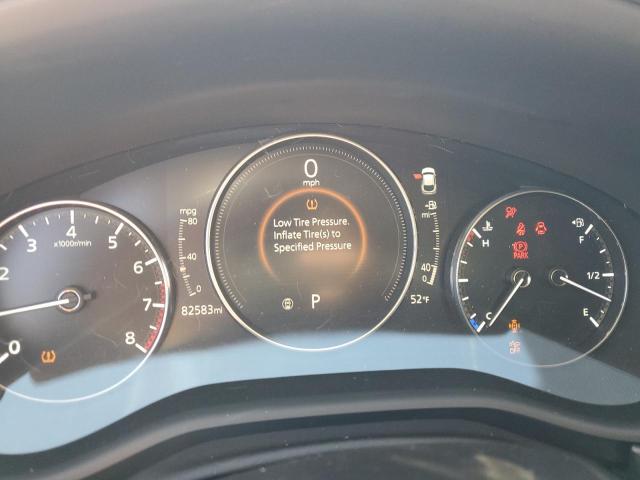 0
mph
Low Tire Pressure.
Inflate Tire(s) to
Specified Pressure
P
2 3 4 5 6 7 8
x1000r/min
0
mpg
80
40
0
82583mi
mi
40
0
52°F
H
C
P
PARK
F
1/2
E
OFF